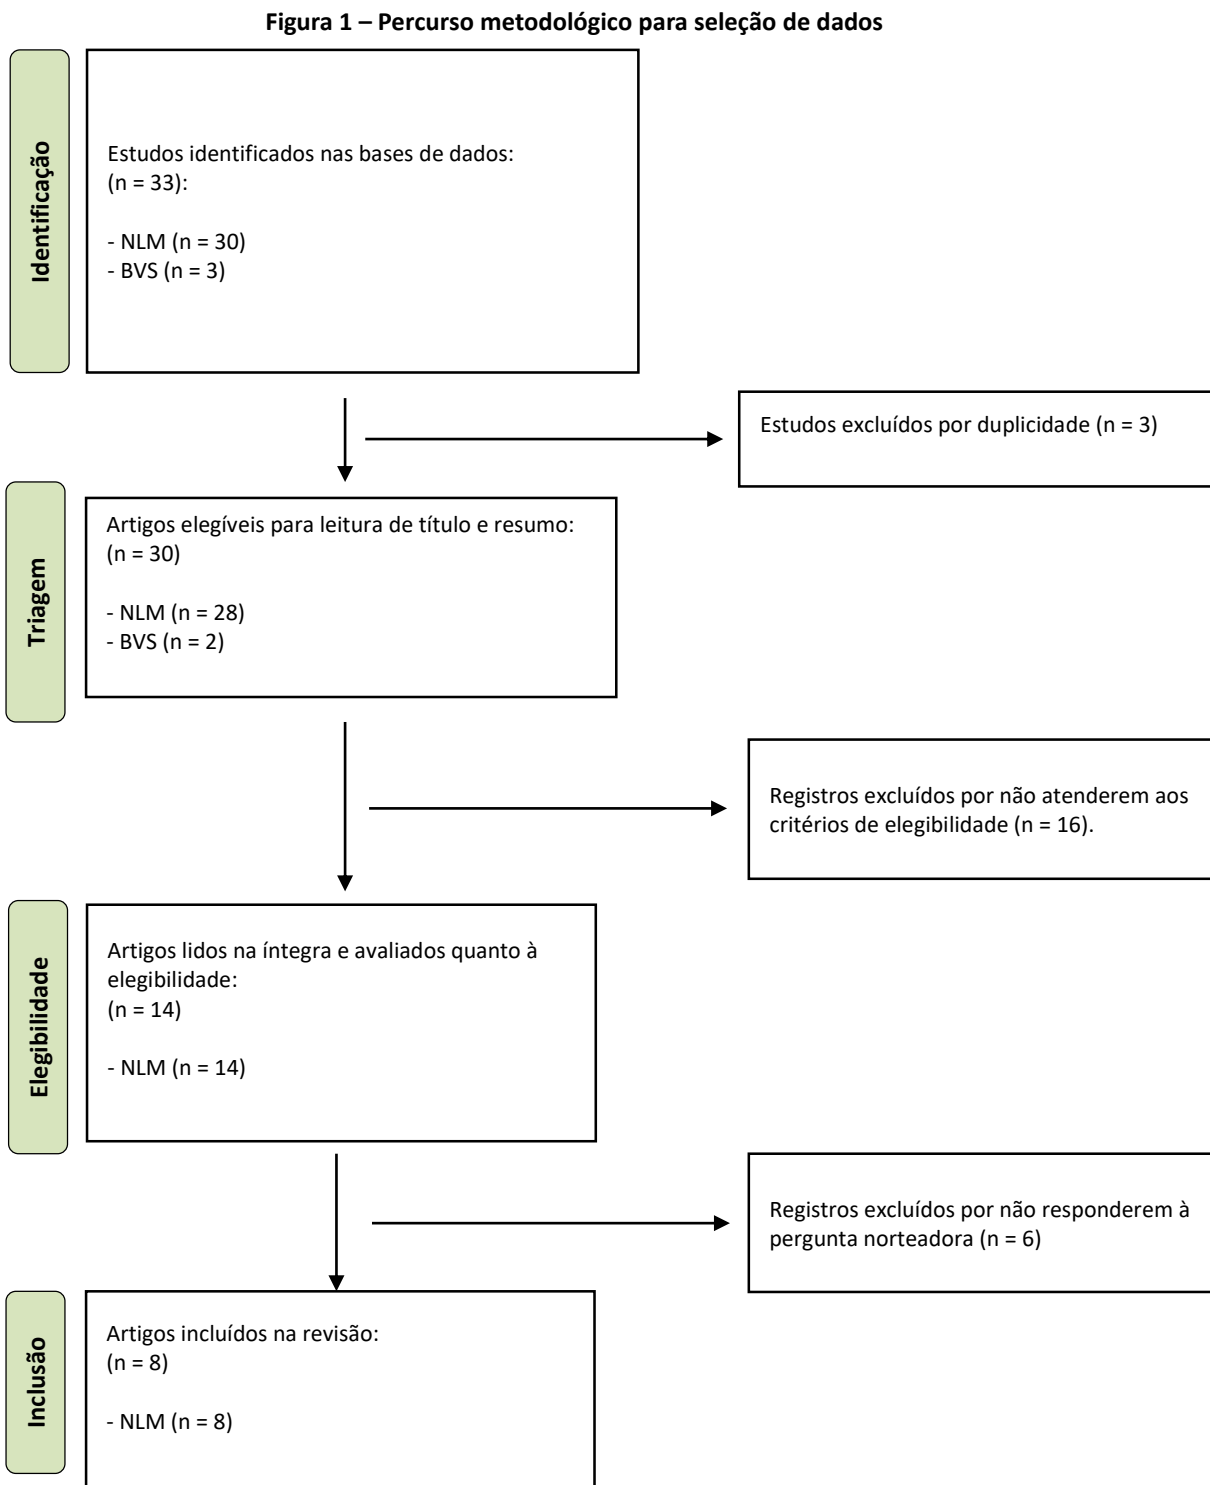 Figura 1 – Percurso metodológico para seleção de dados
Identificação
Estudos identificados nas bases de dados:
(n = 33):
- NLM (n = 30)
- BVS (n = 3)
Estudos excluídos por duplicidade (n = 3)
Triagem
Artigos elegíveis para leitura de título e resumo:
(n = 30)
- NLM (n = 28)
- BVS (n = 2)
Registros excluídos por não atenderem aos
critérios de elegibilidade (n = 16).
Elegibilidade
Artigos lidos na íntegra e avaliados quanto à
elegibilidade:
(n = 14)
- NLM (n = 14)
Registros excluídos por não responderem à
pergunta norteadora (n = 6)
Inclusão
Artigos incluídos na revisão:
(n = 8)
- NLM (n = 8)